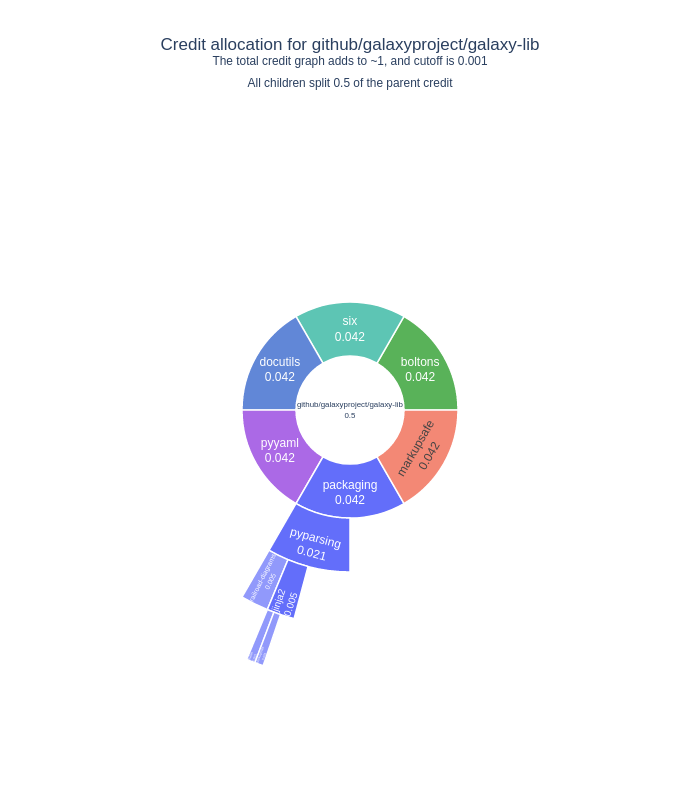 Credit allocation for github/galaxyproject/galaxy-lib
The total credit graph adds to ~1, and cutoff is 0.001
All children split 0.5 of the parent credit
six
0.042
docutils
0.042
boltons
0.042
github/galaxyproject/galaxy-lib
0.5
pyyaml
0.042
markupsafe
0.042
packaging
0.042
pyparsing
0.021
railroad-diagrams
0.005
jinja2
0.005